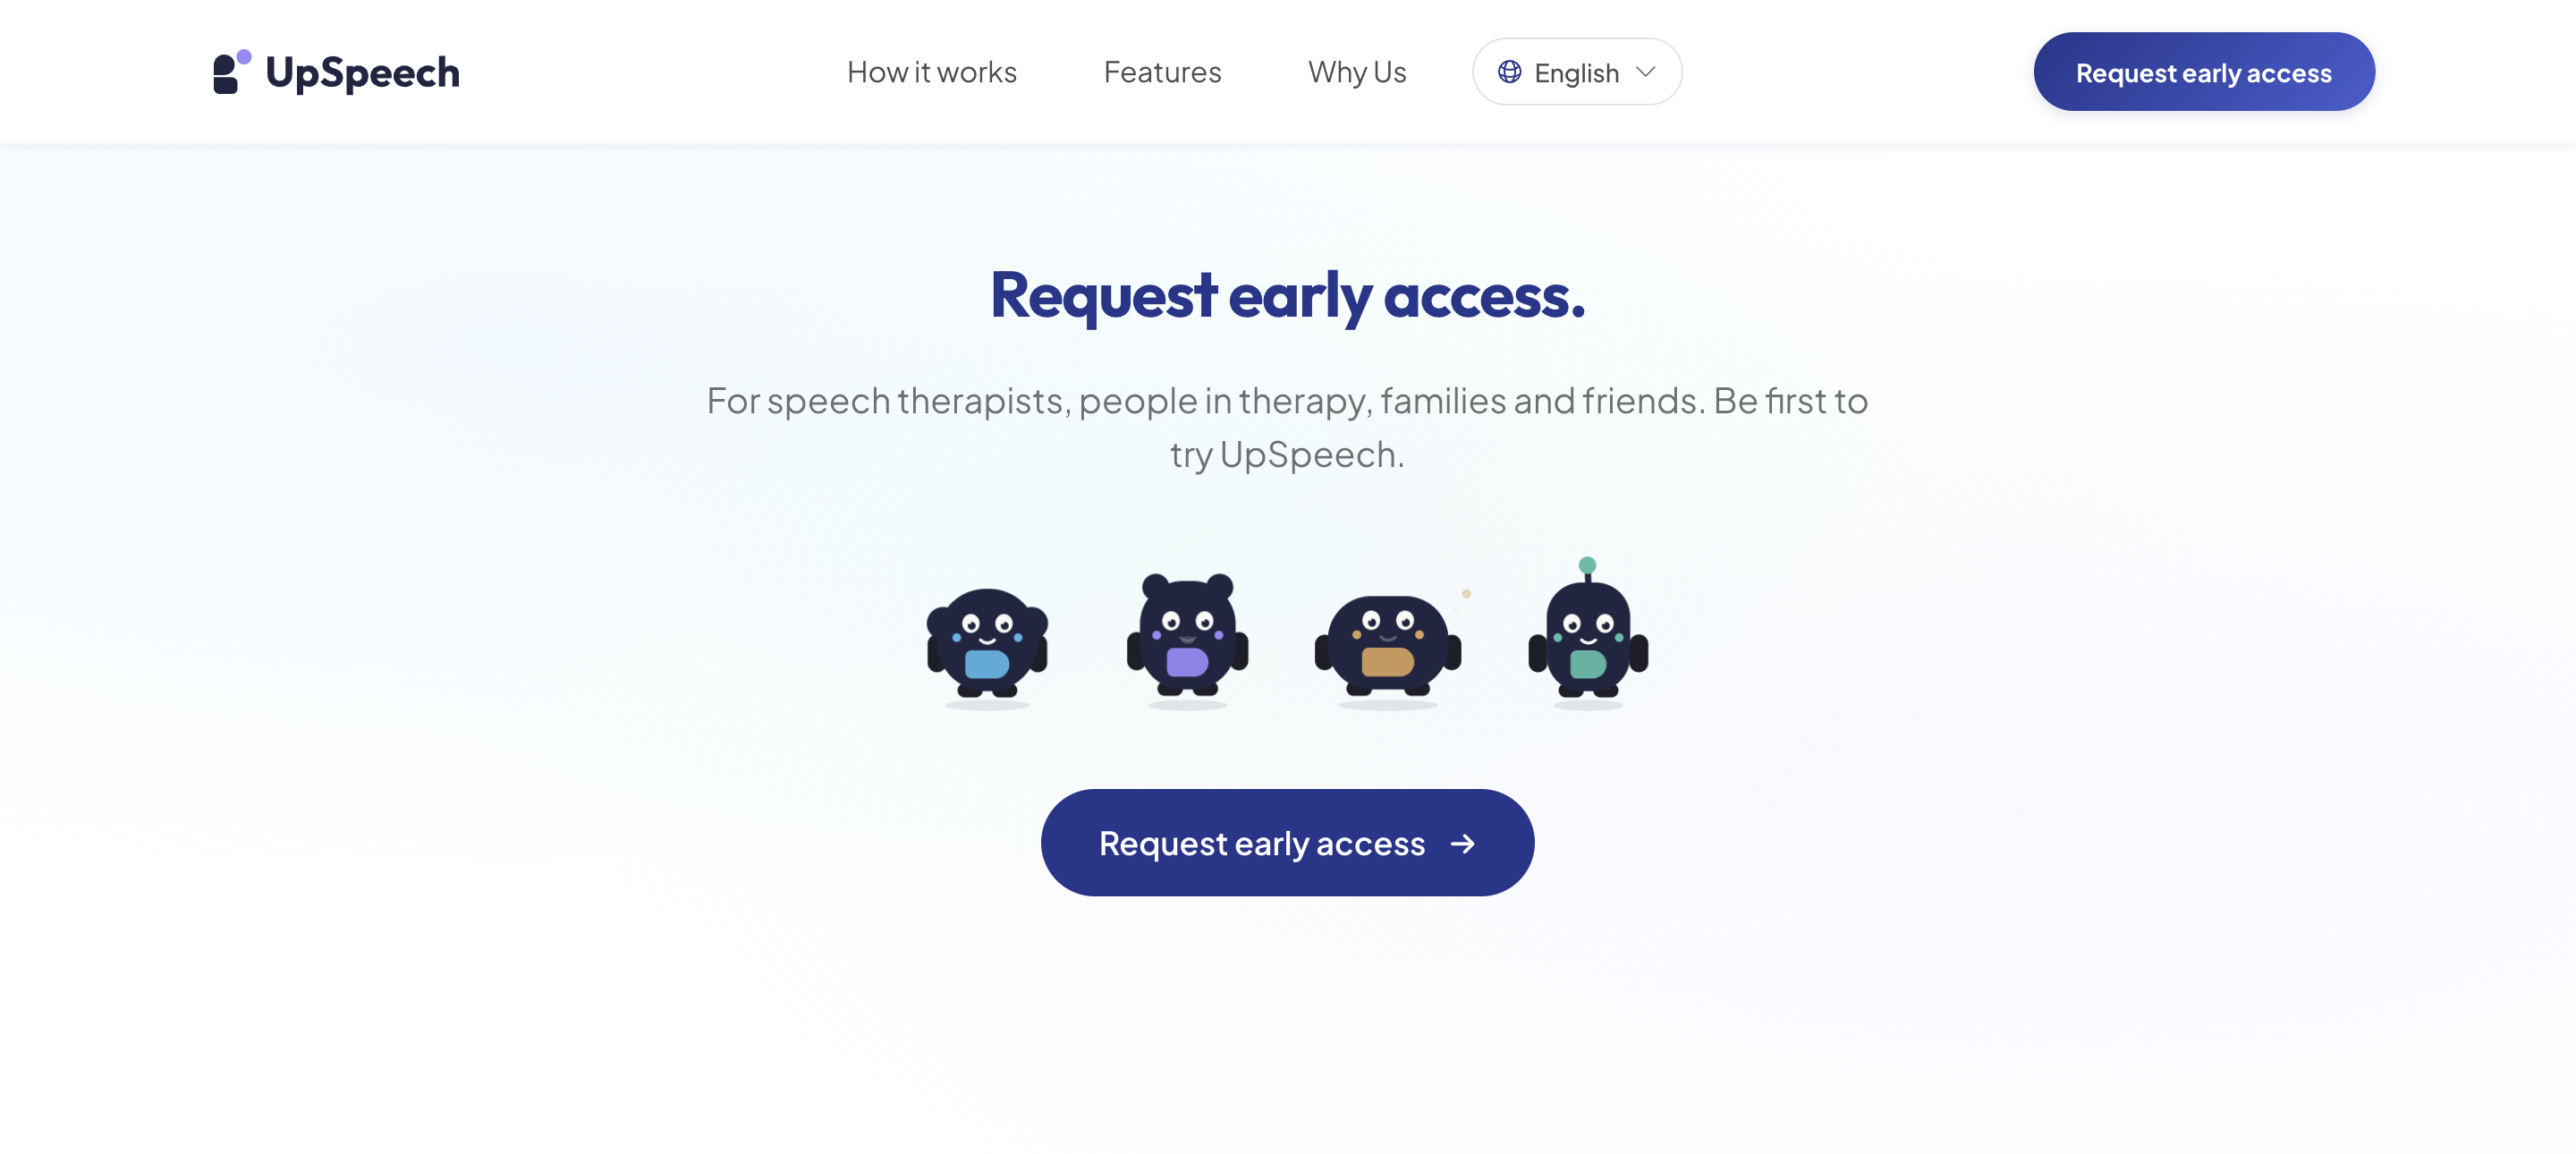 UpSpeech
How it works
Features
Why Us
English
Request early access
Request early access.
For speech therapists, people in therapy, families and friends. Be first to
try UpSpeech.
Request early access